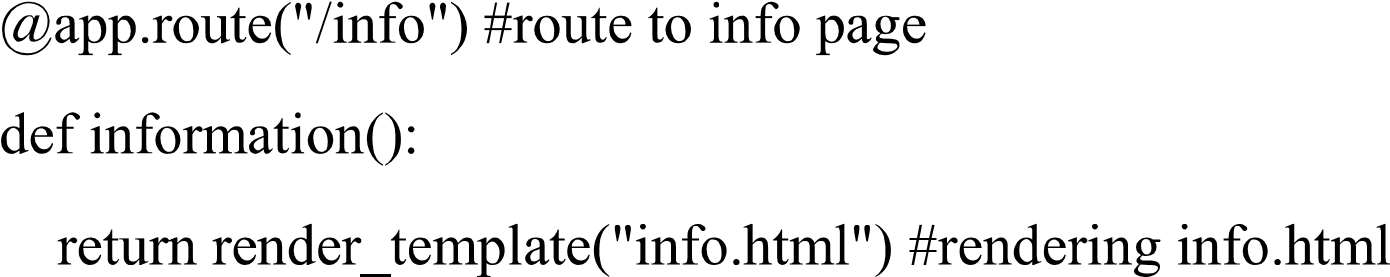 @app.route("/info") #route to info page
def information():
    return render_template("info.html") #rendering info.html